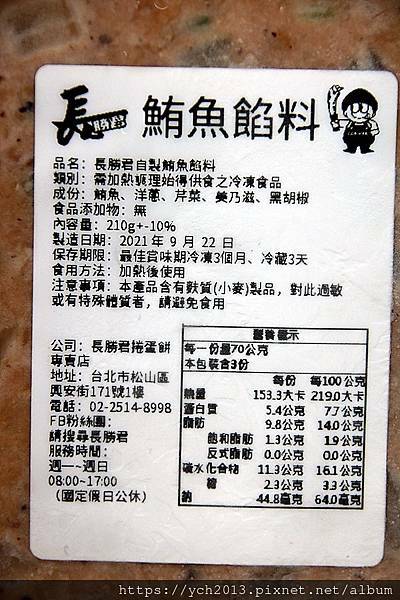 長勝君
鮪魚餡料
品名：長勝君自製鮪魚餡料
類別：需加熱調理始得供食之冷凍食品
成份：鮪魚、洋蔥、芹菜、美乃滋、黑胡椒
食品添加物：無
內容量：210g+-10%
製造日期：2021年 9 月 22 日
保存期限：最佳賞味期冷凍3個月、冷藏3天
食用方法：加熱後使用
注意事項：本產品含有麩質(小麥)製品，對此過敏
或有特殊體質者，請避免食用
公司：長勝君捲蛋餅
專賣店
地址：台北市松山區
興安街171號1樓
電話：02-2514-8998
FB粉絲團：
請搜尋長勝君
服務時間：
週一~週日
08:00~17:00
（國定假日公休）
營養標示
每一份量70公克
本包裝含3份
每份 每100公克
熱量 153.3大卡 219.0大卡
蛋白質 5.4公克 7.7公克
脂肪 9.8公克 14.0公克
飽和脂肪 1.3公克 1.9公克
反式脂肪 0.0公克 0.0公克
碳水化合物 11.3公克 16.1公克
糖 2.3公克 3.3公克
鈉 44.8毫克 64.0毫克
https://ych2013.pixnet.net/album